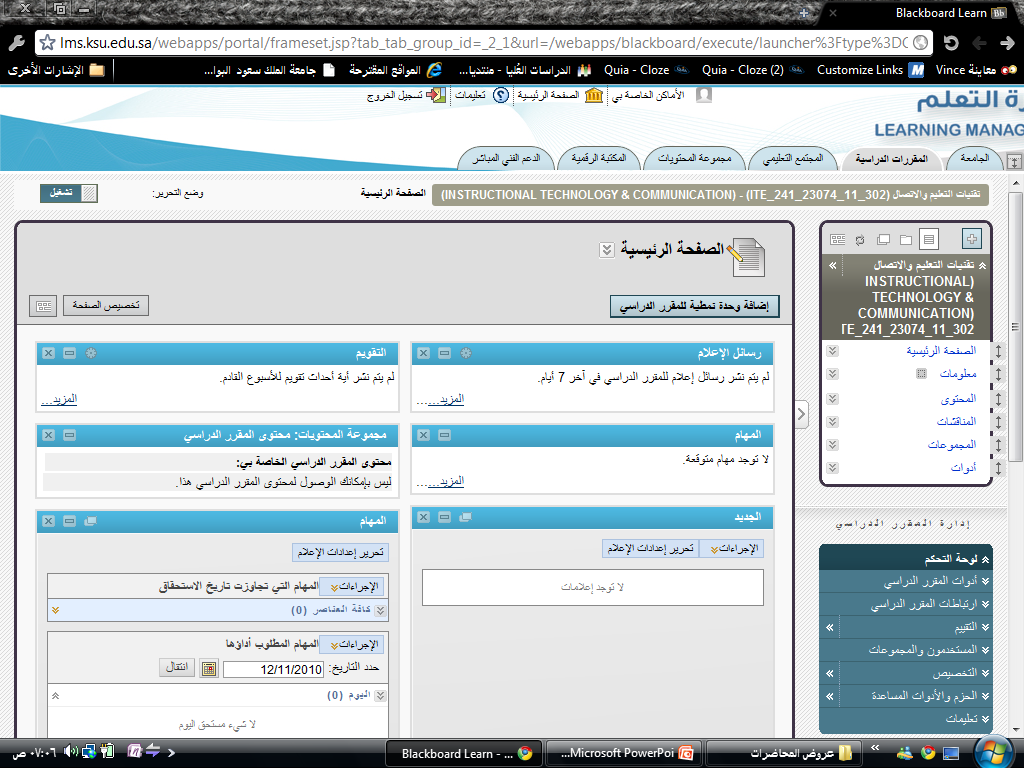 Blackboard Learn
lms.ksu.edu.sa/webapps/portal/frameset.jsp?tab_tab_group_id=_2_1&url=/webapps/blackboard/execute/launcher%3Ftype%3DC
معاينة Vince
Customize Links
Quia - Cloze (2)
Quia - Cloze
الدراسات العُليا - منتديا...
المواقع المقترحة
جامعة الملك سعود البوا...
الإشارات الأخرى
الأماكن الخاصة بي
الصفحة الرئيسية
تعليمات
تسجيل الخروج
ة التعلم
LEARNING MANAG
الجامعة
المقررات الدراسية
المجتمع التعليمي
مجموعة المحتويات
المكتبة الرقمية
الدعم الفني المباشر
تقنيات التعليم والاتصال (INSTRUCTIONAL TECHNOLOGY & COMMUNICATION) - (ITE_241_23074_11_302)
الصفحة الرئيسية
وضع التحرير:
تشغيل
تقنيات التعليم والاتصال
(INSTRUCTIONAL
TECHNOLOGY &
COMMUNICATION)
ITE_241_23074_11_302
الصفحة الرئيسية
معلومات
المحتوى
المناقشات
المجموعات
أدوات
إدارة المقرر الدراسي
لوحة التحكم
أدوات المقرر الدراسي
ارتباطات المقرر الدراسي
التقييم
المستخدمون والمجموعات
التخصيص
الحزم والأدوات المساعدة
تعليمات
الصفحة الرئيسية
إضافة وحدة نمطية للمقرر الدراسي
تخصيص الصفحة
رسائل الإعلام
لم يتم نشر رسائل إعلام للمقرر الدراسي في آخر 7 أيام.
المزيد......
المهام
لا توجد مهام متوقعة.
المزيد......
الجديد
الإجراءات
تحرير إعدادات الإعلام
لا توجد إعلامات
التقويم
لم يتم نشر أية أحداث تقويم للأسبوع القادم.
المزيد...
مجموعة المحتويات: محتوى المقرر الدراسي
محتوى المقرر الدراسي الخاصة بي:
ليس بإمكانك الوصول لمحتوى المقرر الدراسي هذا.
المهام
تحرير إعدادات الإعلام
الإجراءات
المهام التي تجاوزت تاريخ الاستحقاق
كافة العناصر (0)
الإجراءات
المهام المطلوب أداؤها
حدد التاريخ:
12/11/2010
انتقال
اليوم (0)
لا شيء مستحق اليوم
عروض المحاضرات
Microsoft PowerPoi...
Blackboard Learn - ...
٠٧:٠٦ ص